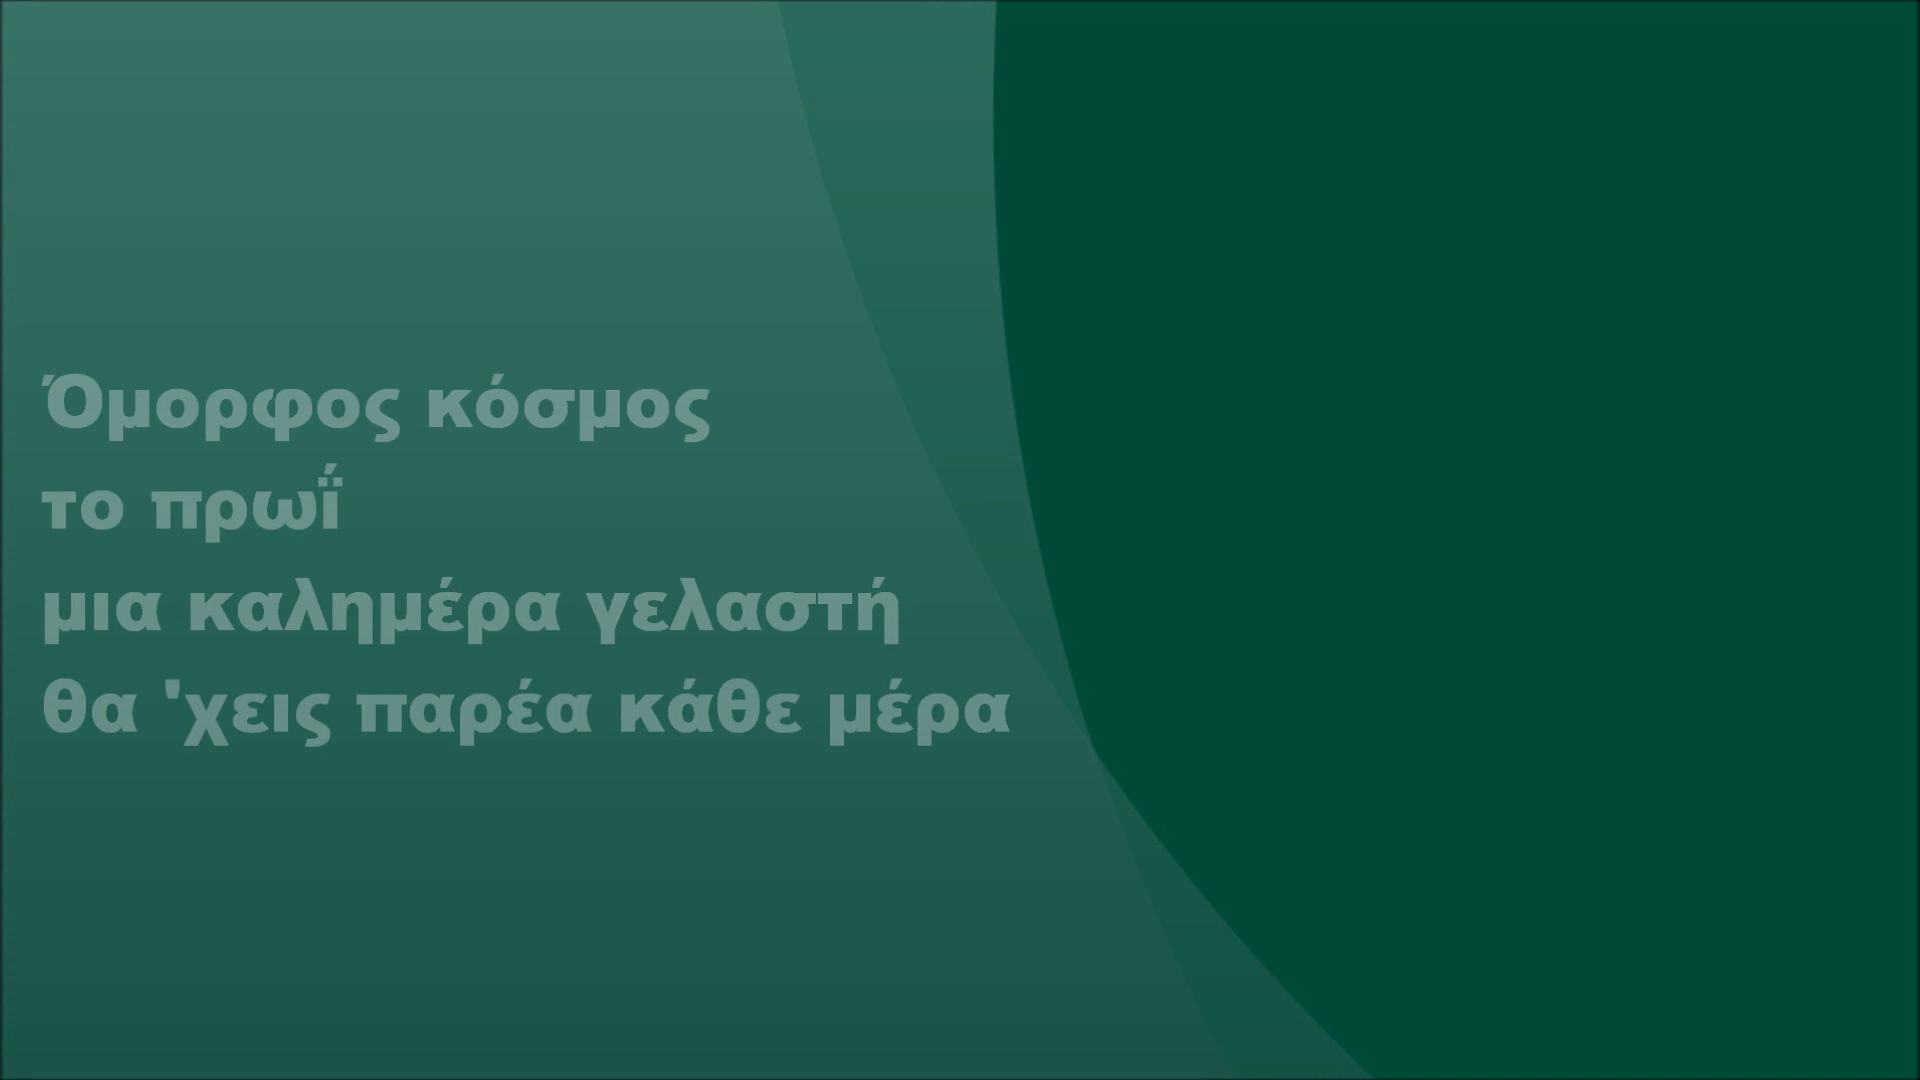 Όμορφος κόσμος
το πρωΐ
μια καλημέρα γελαστή
θα 'χεις παρέα κάθε μέρα